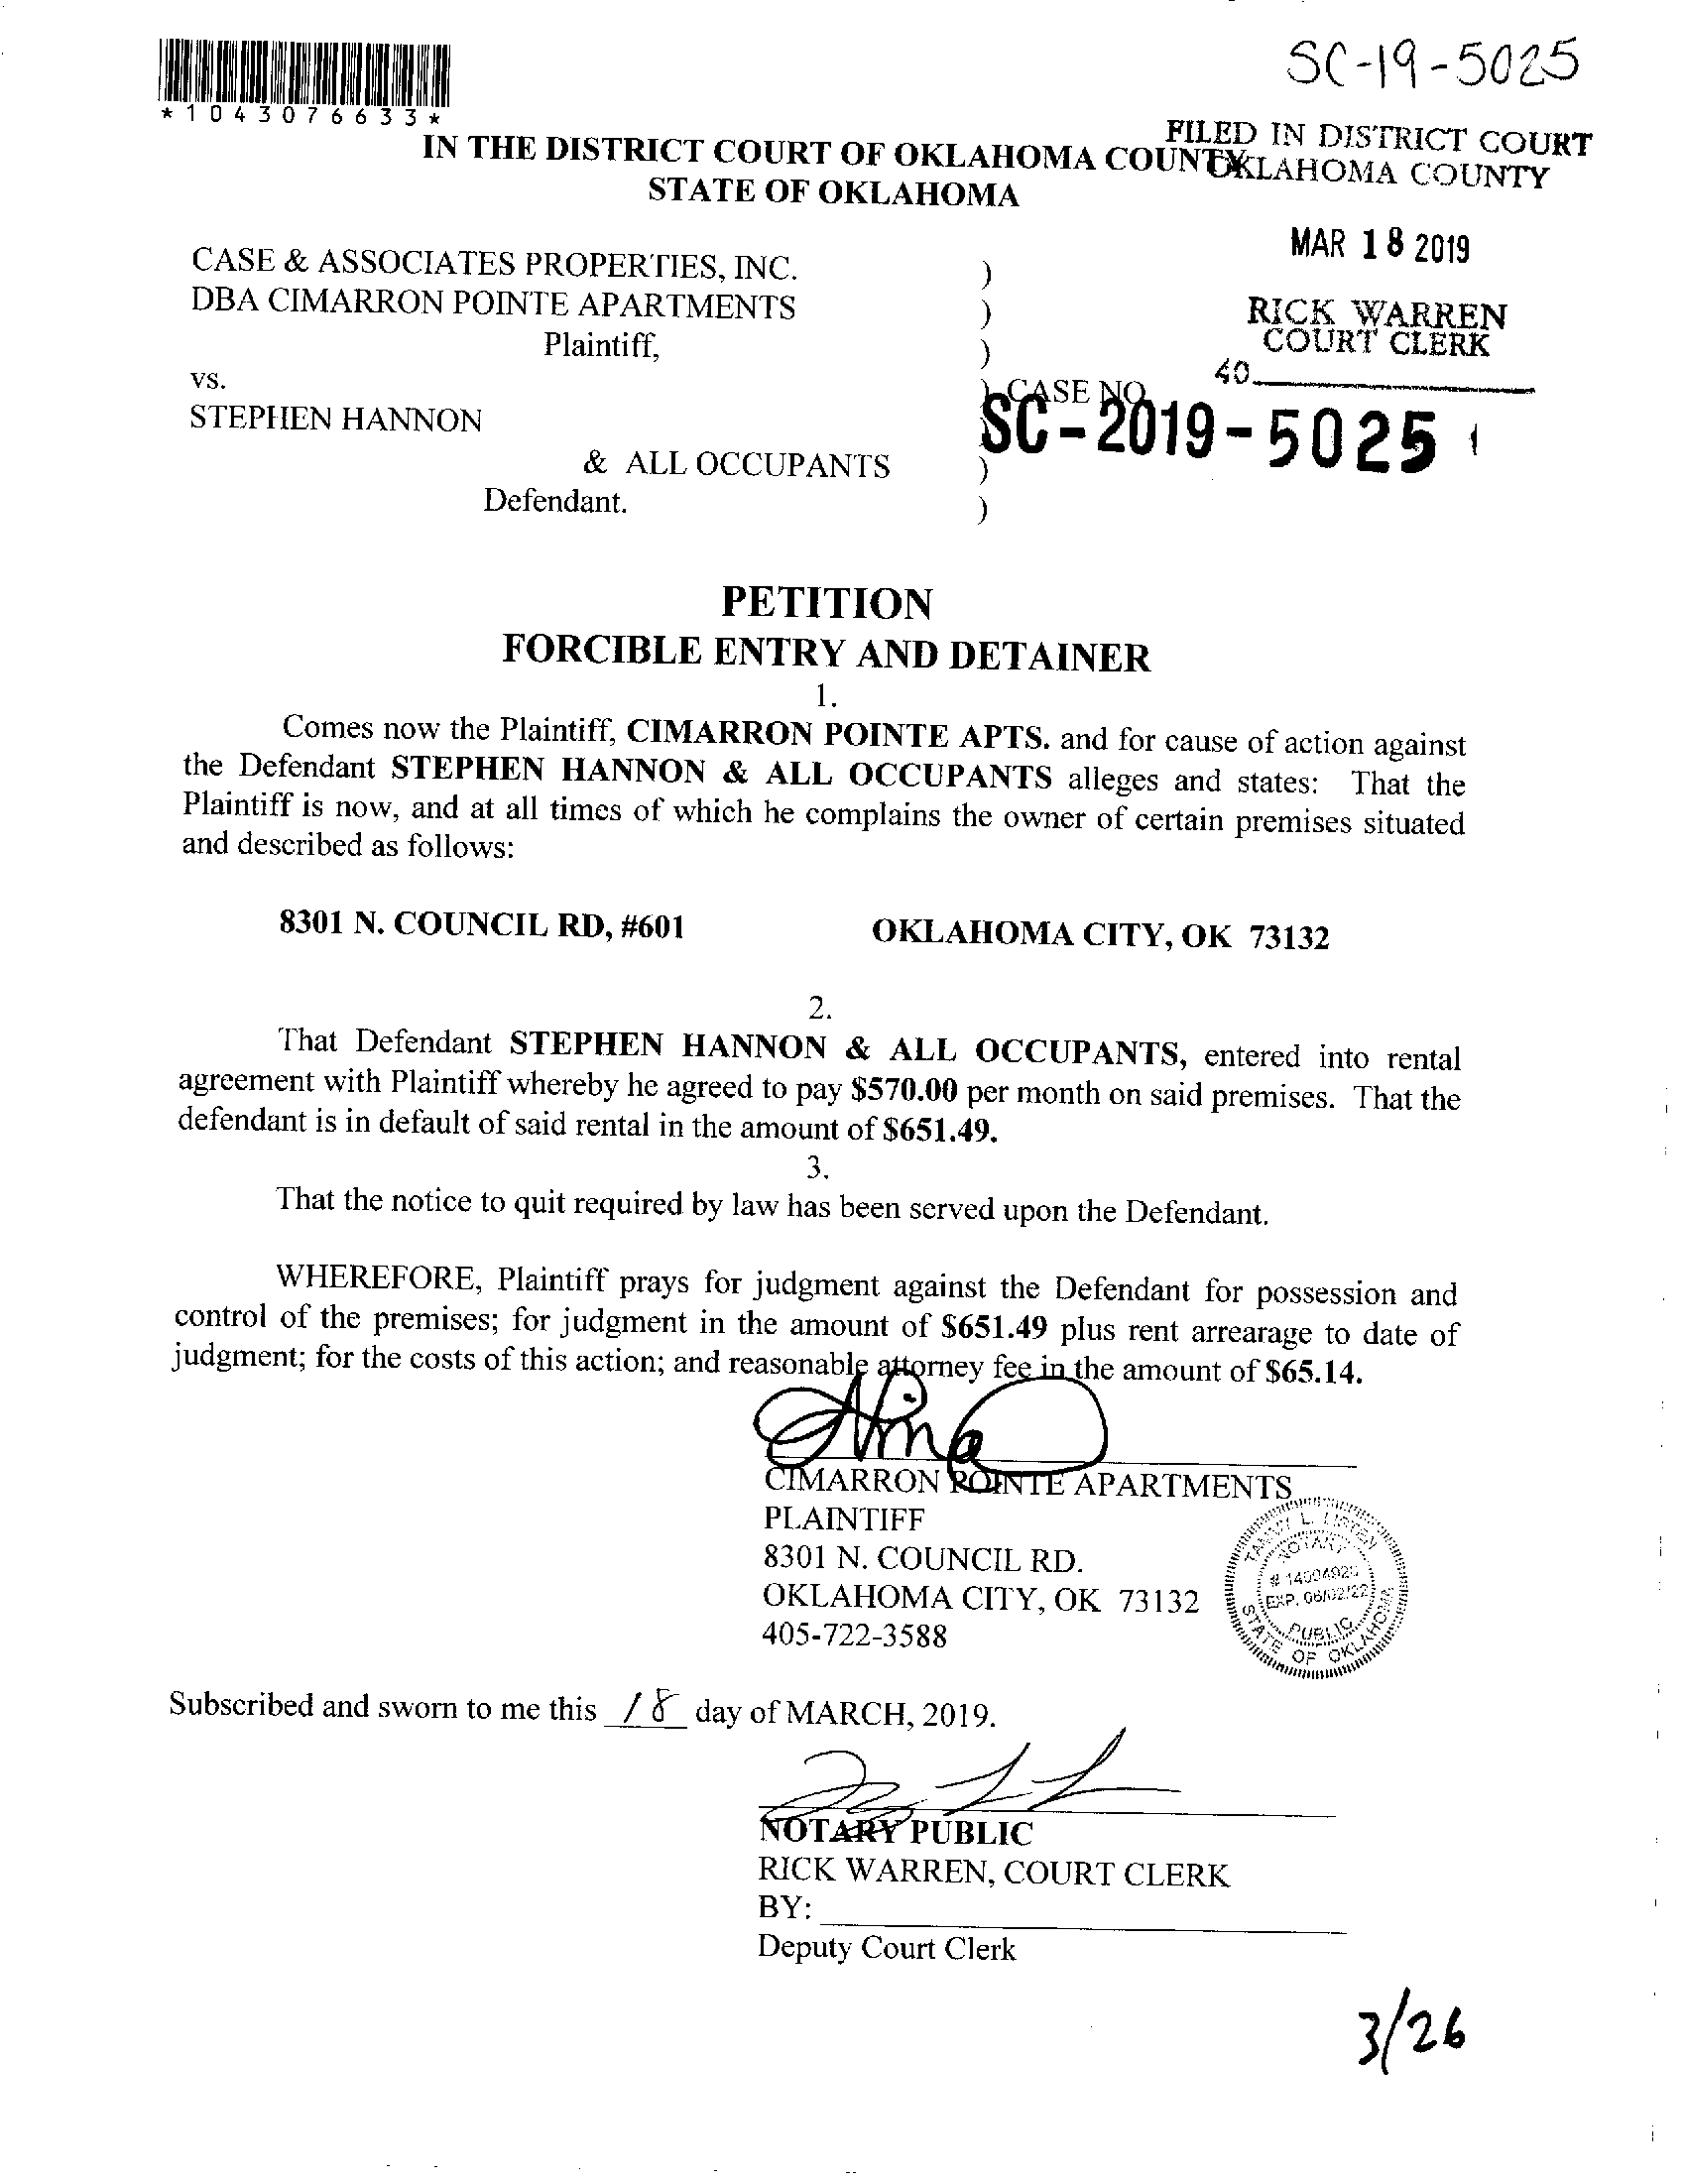 SC-19-5025
*1043076633*
FILED IN DISTRICT COURT
OKLAHOMA COUNTY
IN THE DISTRICT COURT OF OKLAHOMA COUNTY
STATE OF OKLAHOMA
MAR 18 2019
RICK WARREN
COURT CLERK
40
CASE & ASSOCIATES PROPERTIES, INC. )
DBA CIMARRON POINTE APARTMENTS )
Plaintiff, )
vs. ) CASE NO.
SC-2019-5025
STEPHEN HANNON
& ALL OCCUPANTS )
Defendant. )
PETITION
FORCIBLE ENTRY AND DETAINER
1.
Comes now the Plaintiff, CIMARRON POINTE APTS. and for cause of action against
the Defendant STEPHEN HANNON & ALL OCCUPANTS alleges and states: That the
Plaintiff is now, and at all times of which he complains the owner of certain premises situated
and described as follows:
8301 N. COUNCIL RD, #601 OKLAHOMA CITY, OK 73132
2.
That Defendant STEPHEN HANNON & ALL OCCUPANTS, entered into rental
agreement with Plaintiff whereby he agreed to pay $570.00 per month on said premises. That the
defendant is in default of said rental in the amount of $651.49.
3.
That the notice to quit required by law has been served upon the Defendant.
WHEREFORE, Plaintiff prays for judgment against the Defendant for possession and
control of the premises; for judgment in the amount of $651.49 plus rent arrearage to date of
judgment; for the costs of this action; and reasonable attorney fee in the amount of $65.14.
CIMARRON POINTE APARTMENTS
PLAINTIFF
8301 N. COUNCIL RD.
OKLAHOMA CITY, OK 73132
405-722-3588
NOTARY
EXP. 06/02/22
PUBLIC
STATE OF OKLAHOMA
Subscribed and sworn to me this 18 day of MARCH, 2019.
NOTARY PUBLIC
RICK WARREN, COURT CLERK
BY:
Deputy Court Clerk
3/26